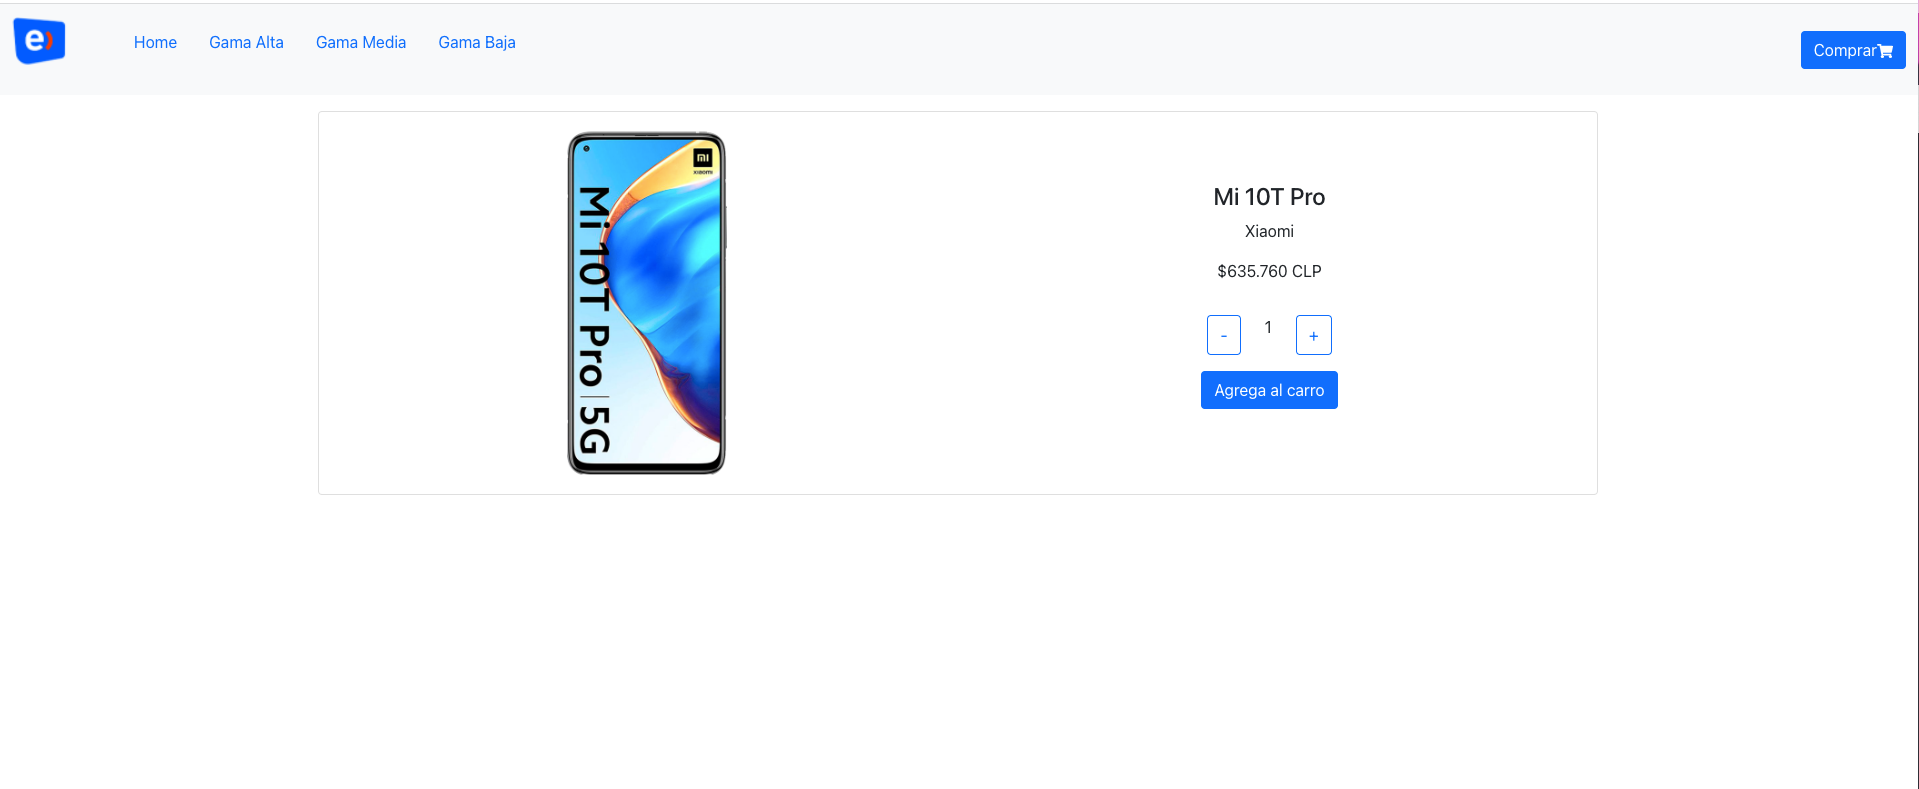 e)
Home
Gama Alta
Gama Media
Gama Baja
Comprar
mi
xiaomi
Mi 10T Pro | 5G
Mi 10T Pro
Xiaomi
$635.760 CLP
- 1 +
Agrega al carro